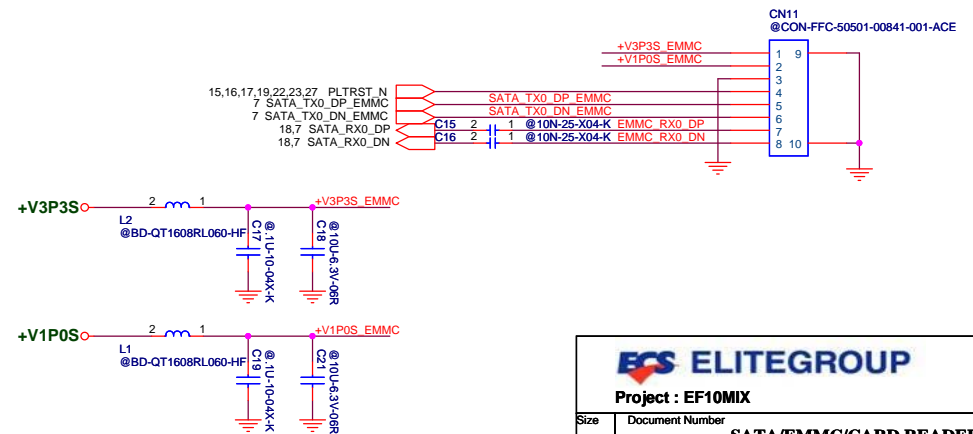 CN11
@CON-FFC-50501-00841-001-ACE
+V3P3S_EMMC
+V1P0S_EMMC
1 9
2
3
4
5
6
7
8 10
15,16,17,19,22,23,27 PLTRST_N
7 SATA_TX0_DP_EMMC SATA_TX0_DP_EMMC
7 SATA_TX0_DN_EMMC SATA_TX0_DN_EMMC
18,7 SATA_RX0_DP C15 2 1 @10N-25-X04-K EMMC_RX0_DP
18,7 SATA_RX0_DN C16 2 1 @10N-25-X04-K EMMC_RX0_DN
+V3P3S 2 1 +V3P3S_EMMC
L2
@BD-QT1608RL060-HF
C17
@.1U-10-04X-K
C18
@10U-6.3V-06R
+V1P0S 2 1 +V1P0S_EMMC
L1
@BD-QT1608RL060-HF
C19
@.1U-10-04X-K
C21
@10U-6.3V-06R
ECS ELITEGROUP
Project : EF10MIX
Size Document Number
SATA/EMMC/CARD READER